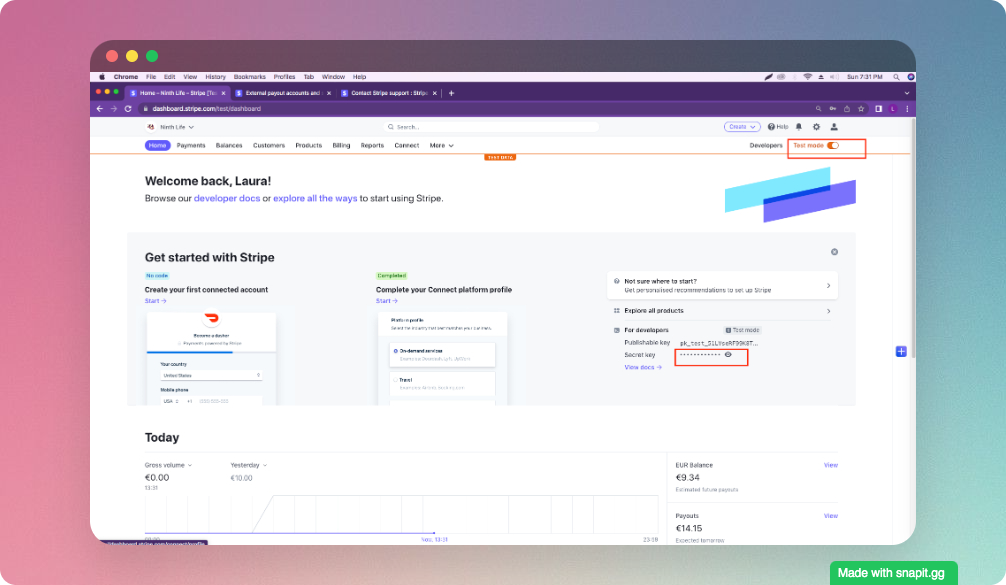 Chrome File Edit View History Bookmarks Profiles Tab Window Help Sun 7:31 PM
Home – Ninth Life – Stripe [Te External payout accounts and Contact Stripe support : Stripe
dashboard.stripe.com/test/dashboard
Ninth Life Search... Create Help
Home Payments Balances Customers Products Billing Reports Connect More Developers Test mode
TEST DATA
Welcome back, Laura!
Browse our developer docs or explore all the ways to start using Stripe.
Get started with Stripe
No code
Create your first connected account
Start →
Become a
Payments powered by Stripe
Your country
United States
Mobile phone
USA +1
Completed
Complete your Connect platform profile
Start →
Platform profile
Select the industry that best matches your business
On-demand services
Travel
Not sure where to start?
Get personalised recommendations to set up Stripe
Explore all products
For developers Test mode
Publishable key
Secret key ••••••••••••
View docs →
Today
Gross volume Yesterday
€0.00 €10.00
13:31
00:00 13:31 23:59
EUR Balance View
€9.34
Estimated future payouts
Payouts View
€14.15
Expected tomorrow
dashboard.stripe.com/connect/profile
Made with snapit.gg